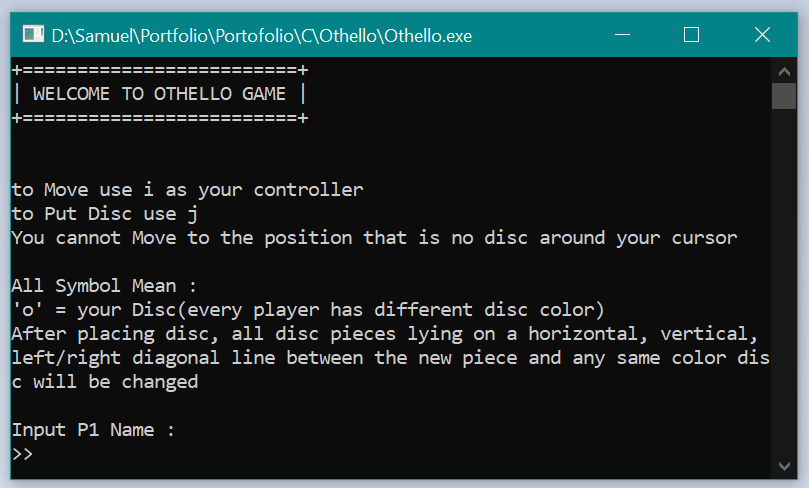 D:\Samuel\Portfolio\Portofolio\C\Othello\Othello.exe
+=========================+
| WELCOME TO OTHELLO GAME |
+=========================+
to Move use i as your controller
to Put Disc use j
You cannot Move to the position that is no disc around your cursor
All Symbol Mean :
'o' = your Disc(every player has different disc color)
After placing disc, all disc pieces lying on a horizontal, vertical,
left/right diagonal line between the new piece and any same color dis
c will be changed
Input P1 Name :
>>